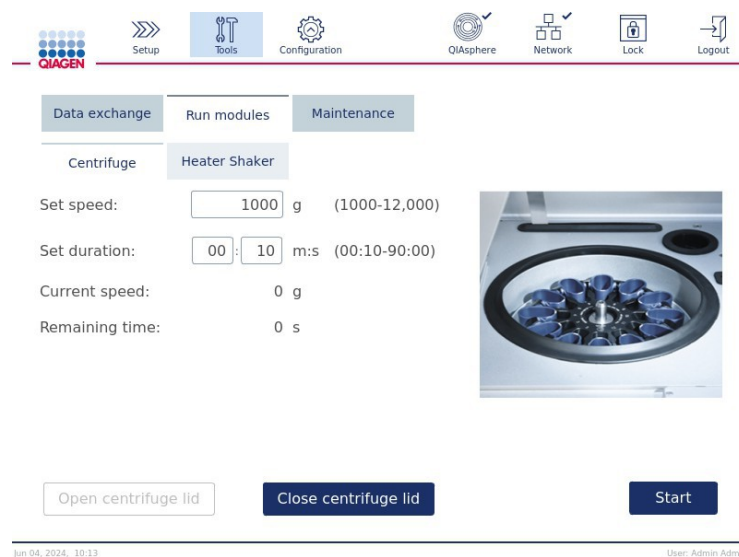 QIAGEN
Setup
Tools
Configuration
QIAsphere
Network
Lock
Logout
Data exchange
Run modules
Maintenance
Centrifuge
Heater Shaker
Set speed: 1000 g (1000-12,000)
Set duration: 00 : 10 m:s (00:10-90:00)
Current speed: 0 g
Remaining time: 0 s
Open centrifuge lid
Close centrifuge lid
Start
Jun 04, 2024, 10:13
User: Admin Adm